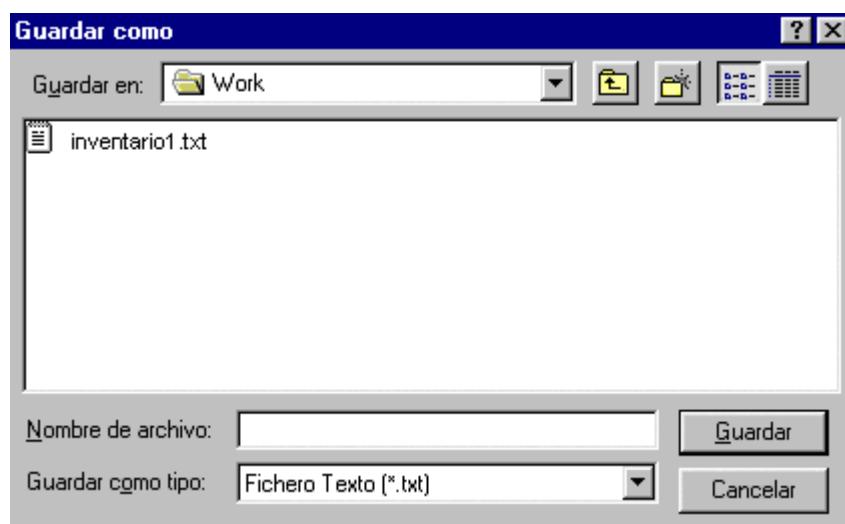 Guardar como
Guardar en: Work
inventario1.txt
Nombre de archivo: Guardar
Guardar como tipo: Fichero Texto (*.txt) Cancelar